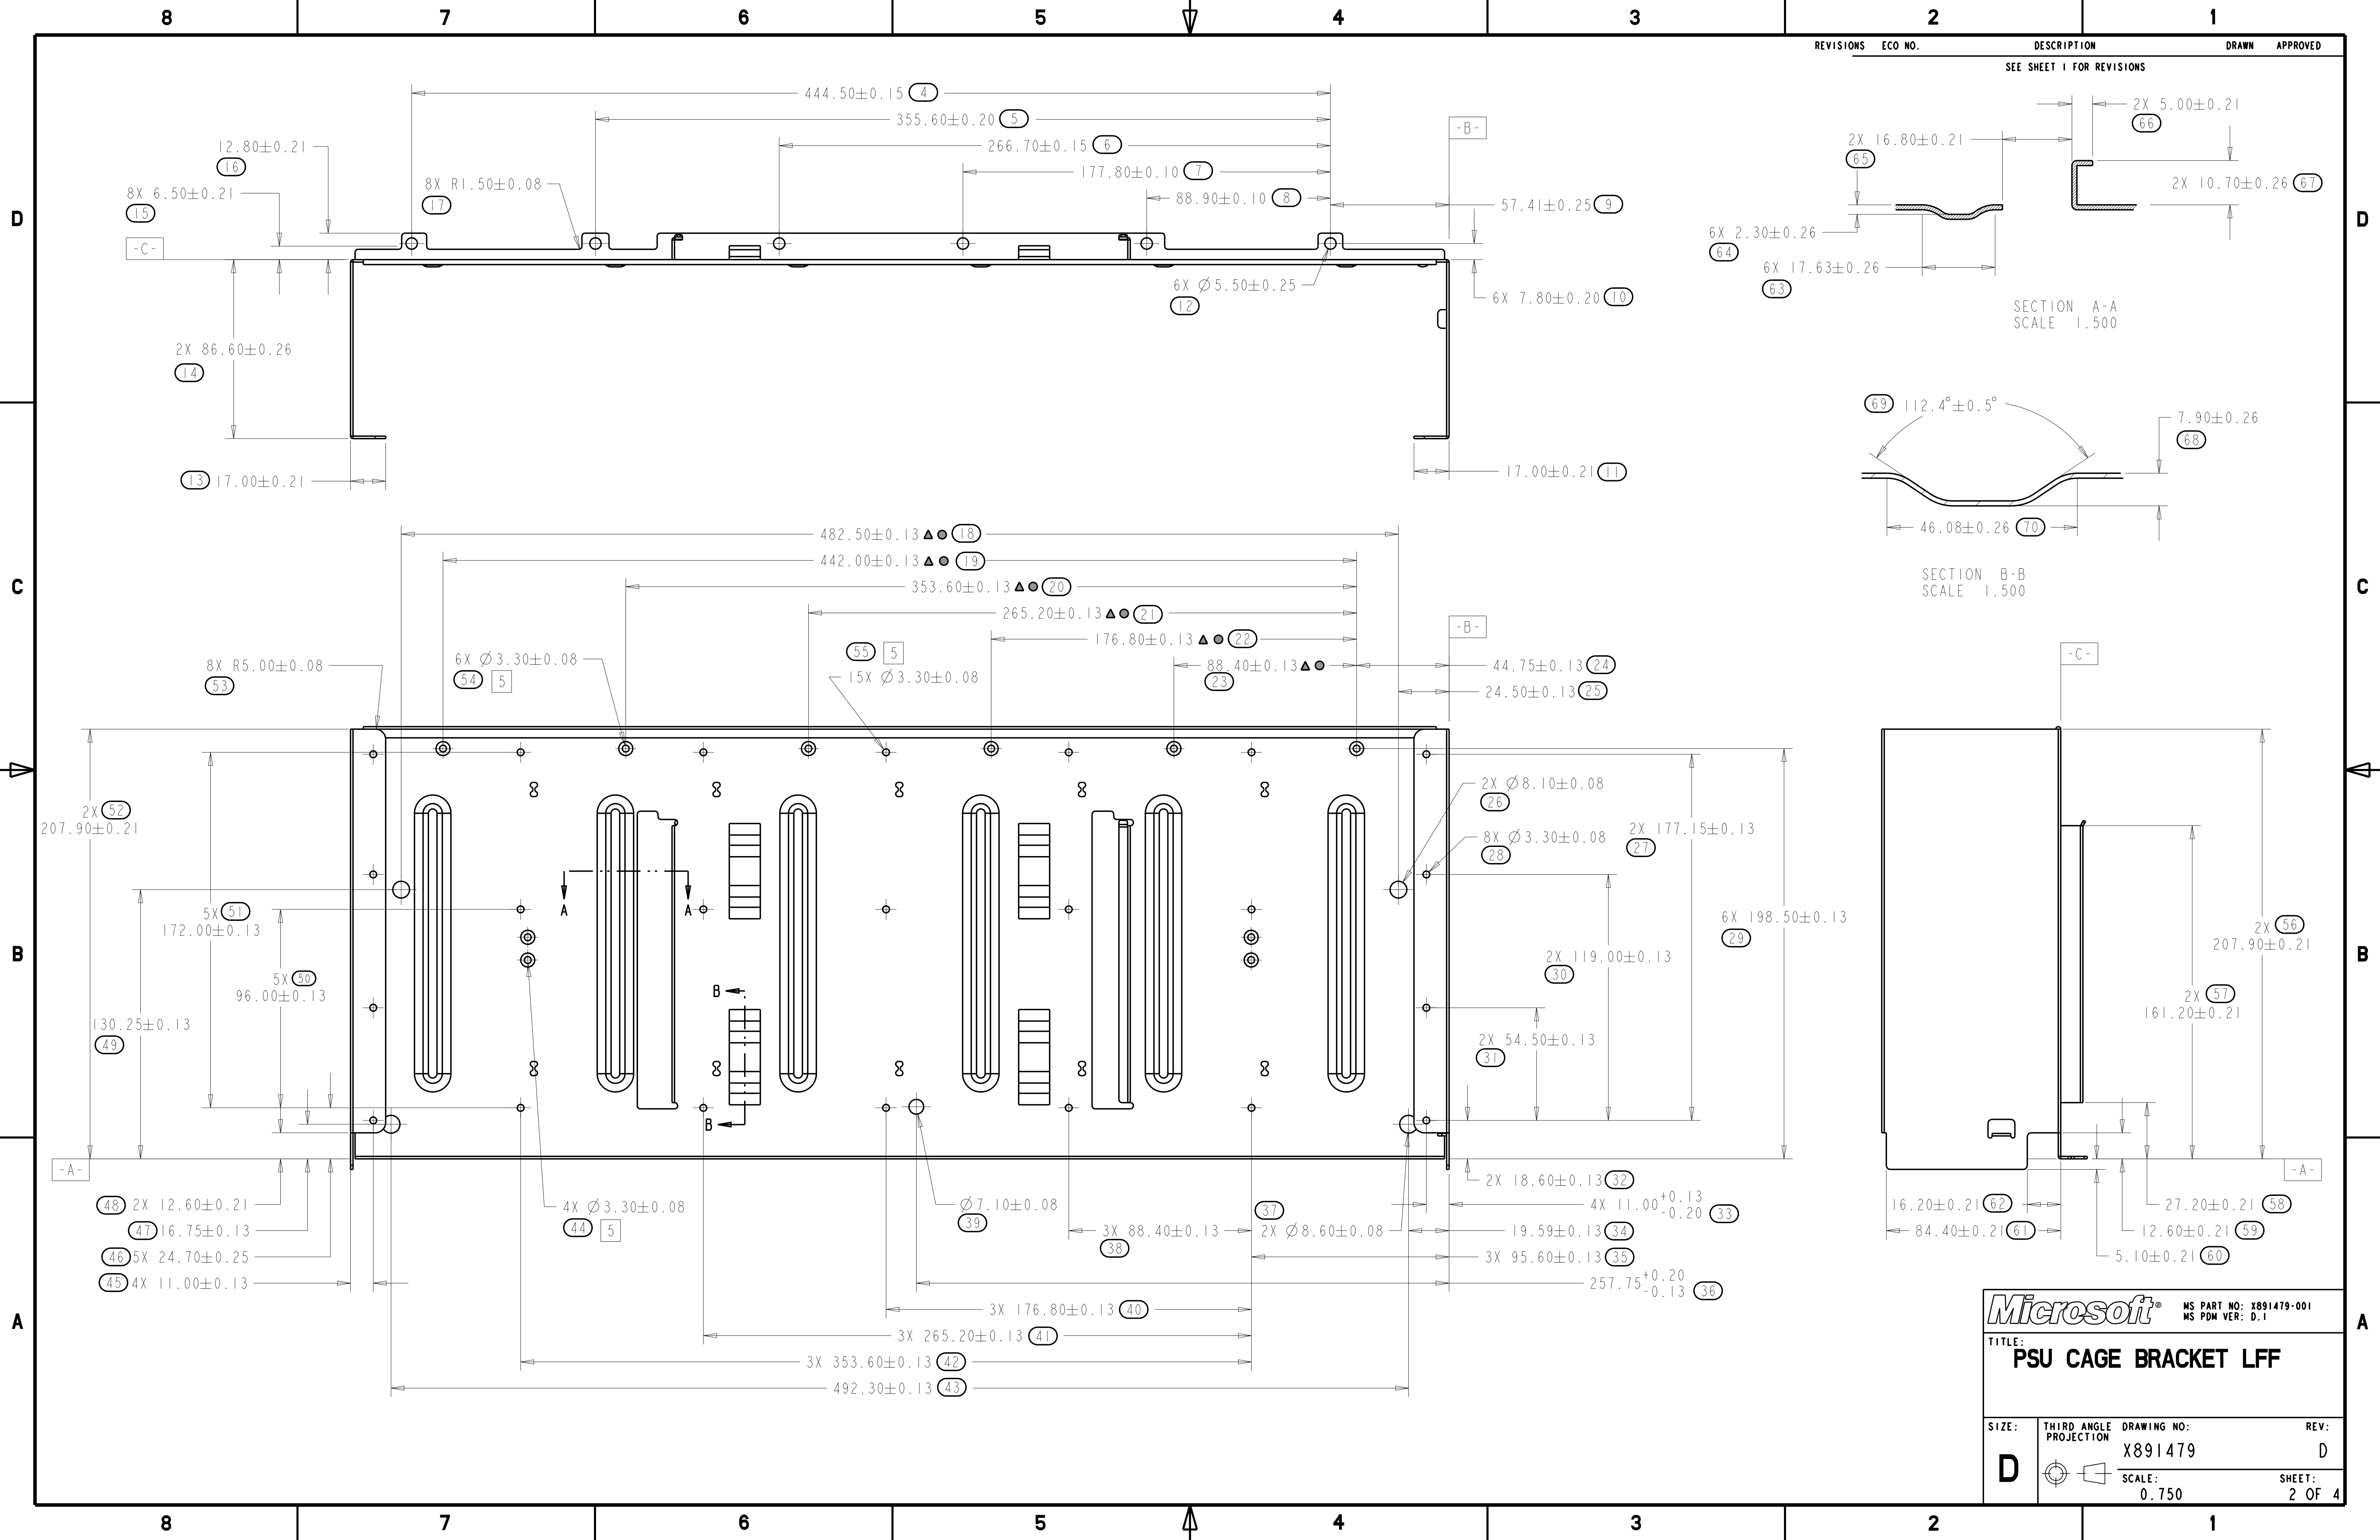 8 7 6 5 4 3 2 1
REVISIONS ECO NO. DESCRIPTION DRAWN APPROVED
SEE SHEET 1 FOR REVISIONS
D
D
444.50±0.15 4
355.60±0.20 5
266.70±0.15 6
177.80±0.10 7
88.90±0.10 8
-B-
57.41±0.25 9
12.80±0.21
16
8X 6.50±0.21
15
-C-
8X R1.50±0.08
17
6X Ø5.50±0.25
12
6X 7.80±0.20 10
2X 86.60±0.26
14
13 17.00±0.21
17.00±0.21 11
2X 5.00±0.21
66
2X 16.80±0.21
65
2X 10.70±0.26 67
6X 2.30±0.26
64
6X 17.63±0.26
63
SECTION A-A
SCALE 1.500
69 112.4°±0.5°
7.90±0.26
68
46.08±0.26 70
SECTION B-B
SCALE 1.500
C
C
482.50±0.13 18
442.00±0.13 19
353.60±0.13 20
265.20±0.13 21
176.80±0.13 22
88.40±0.13
23
-B-
44.75±0.13 24
24.50±0.13 25
8X R5.00±0.08
53
6X Ø3.30±0.08
54 5
55 5
15X Ø3.30±0.08
-C-
2X Ø8.10±0.08
26
8X Ø3.30±0.08
28
2X 177.15±0.13
27
6X 198.50±0.13
29
2X 119.00±0.13
30
2X 54.50±0.13
31
2X 52
207.90±0.21
5X 51
172.00±0.13
5X 50
96.00±0.13
130.25±0.13
49
A A
B
B
B
B
2X 56
207.90±0.21
2X 57
161.20±0.21
-A-
-A-
48 2X 12.60±0.21
47 16.75±0.13
46 5X 24.70±0.25
45 4X 11.00±0.13
4X Ø3.30±0.08
44 5
Ø7.10±0.08
39
37
2X Ø8.60±0.08
3X 88.40±0.13
38
2X 18.60±0.13 32
4X 11.00 +0.13 -0.20 33
19.59±0.13 34
3X 95.60±0.13 35
257.75 +0.20 -0.13 36
3X 176.80±0.13 40
3X 265.20±0.13 41
3X 353.60±0.13 42
492.30±0.13 43
16.20±0.21 62
84.40±0.21 61
27.20±0.21 58
12.60±0.21 59
5.10±0.21 60
A
A
Microsoft®
MS PART NO: X891479-001
MS PDM VER: D.1
TITLE:
PSU CAGE BRACKET LFF
SIZE:
D
THIRD ANGLE
PROJECTION
DRAWING NO:
X891479
REV:
D
SCALE:
0.750
SHEET:
2 OF 4
8 7 6 5 4 3 2 1